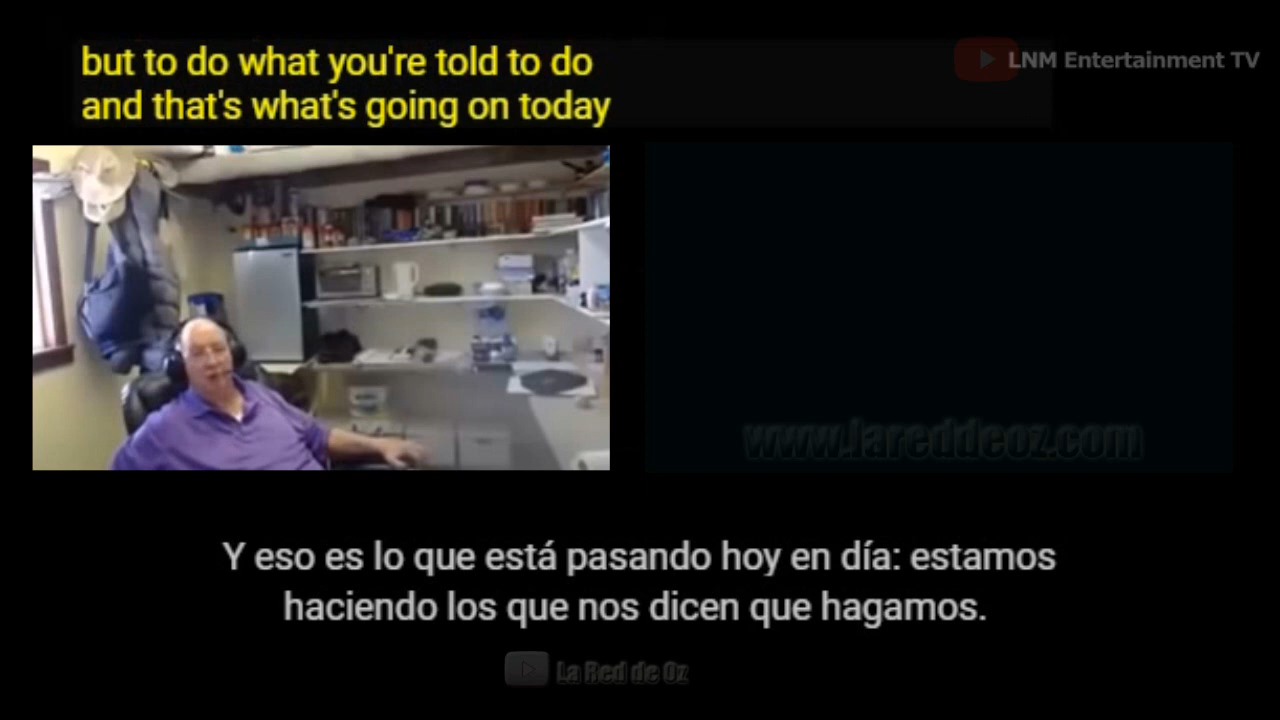 but to do what you're told to do
LNM Entertainment TV
and that's what's going on today
www.lareddeoz.com
Y eso es lo que está pasando hoy en día: estamos
haciendo los que nos dicen que hagamos.
La Red de Oz